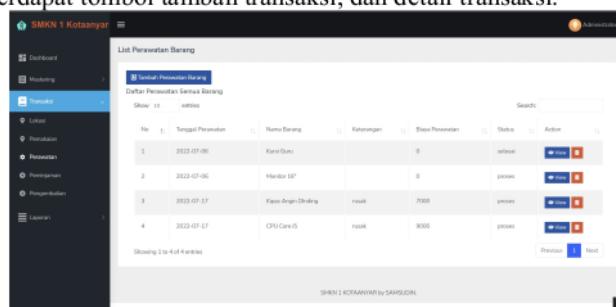 terdapat tombol tambah transaksi, dan detail transaksi.
SMKN 1 Kotaanyar
Administrator
Dashboard
List Perawatan Barang
Mastering
Tambah Perawatan Barang
Daftar Perawatan Semua Barang
Transaksi
Show 10 entries Search:
Lokasi
Pemakaian
Perawatan
Peminjaman
Pengembalian
Laporan
No Tanggal Perawatan Nama Barang Keterangan Biaya Perawatan Status Action
1 2022-07-06 Kursi Guru 0 selesai View
2 2022-07-06 Monitor 16" 0 proses View
3 2022-07-17 Kipas Angin Dinding rusak 7000 proses View
4 2022-07-17 CPU Core i5 rusak 9000 proses View
Showing 1 to 4 of 4 entries Previous 1 Next
SMKN 1 KOTAANYAR by SAMSUDIN.